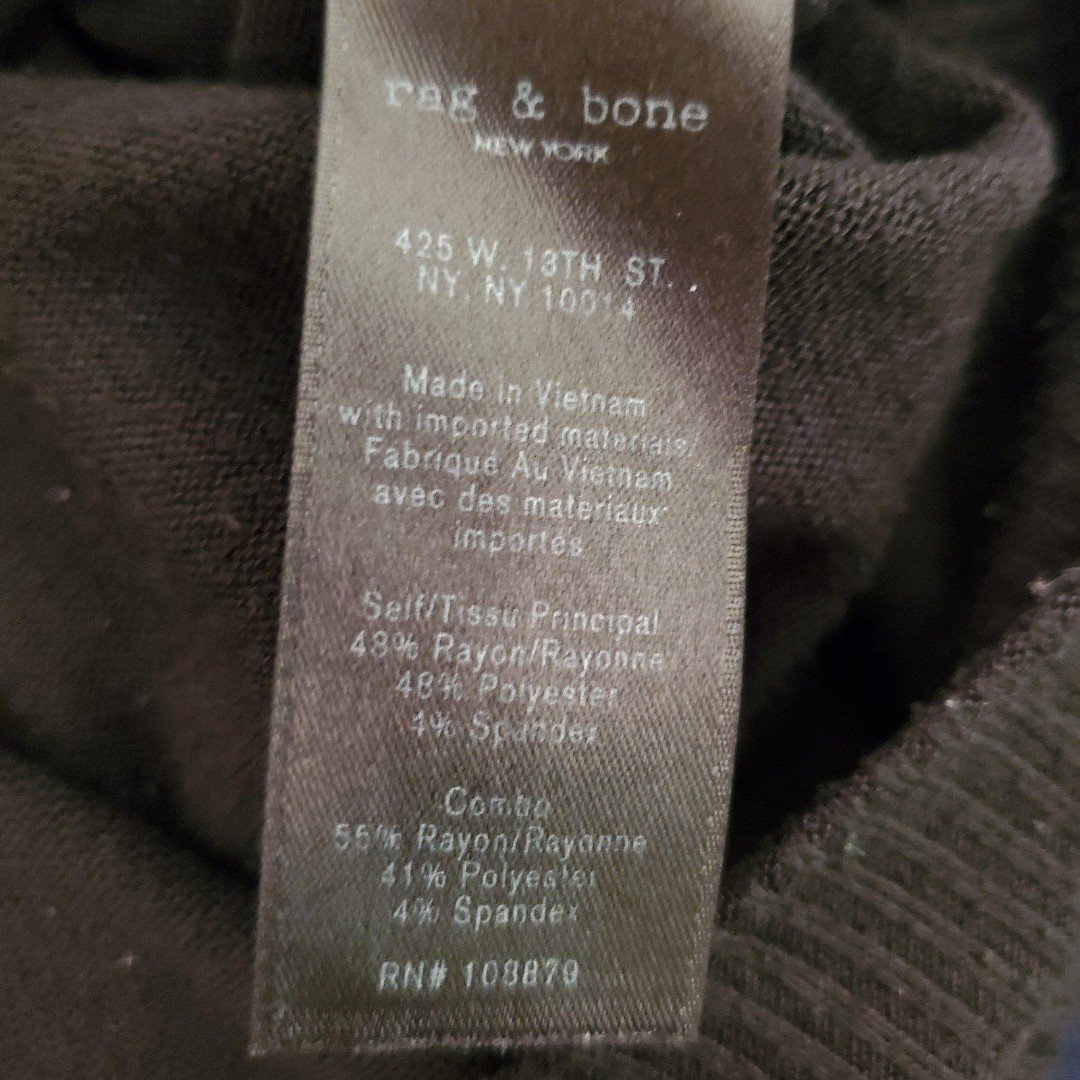 rag & bone
NEW YORK
425 W. 13TH ST.,
NY, NY 10014
Made in Vietnam
with imported materials/
Fabriqué Au Vietnam
avec des materiaux
importes
Self/Tissu Principal
48% Rayon/Rayonne
48% Polyester
4% Spandex
Combo
55% Rayon/Rayonne
41% Polyester
4% Spandex
RN# 108879